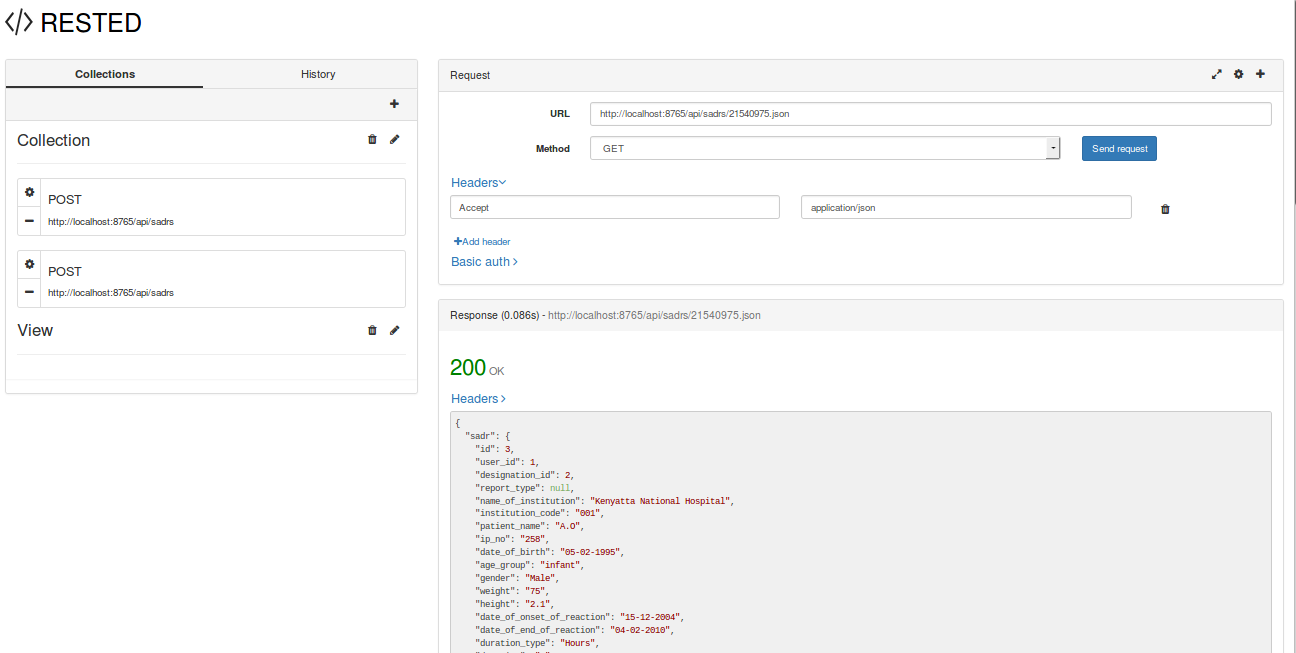 </> RESTED
Collections
History
Collection
POST
http://localhost:8765/api/sadrs
POST
http://localhost:8765/api/sadrs
View
Request
URL
http://localhost:8765/api/sadrs/21540975.json
Method
GET
Send request
Headers
Accept
application/json
Add header
Basic auth
Response (0.086s) - http://localhost:8765/api/sadrs/21540975.json
200 OK
Headers
{
"sadr": {
"id": 3,
"user_id": 1,
"designation_id": 2,
"report_type": null,
"name_of_institution": "Kenyatta National Hospital",
"institution_code": "001",
"patient_name": "A.O",
"ip_no": "258",
"date_of_birth": "05-02-1995",
"age_group": "infant",
"gender": "Male",
"weight": "75",
"height": "2.1",
"date_of_onset_of_reaction": "15-12-2004",
"date_of_end_of_reaction": "04-02-2010",
"duration_type": "Hours",